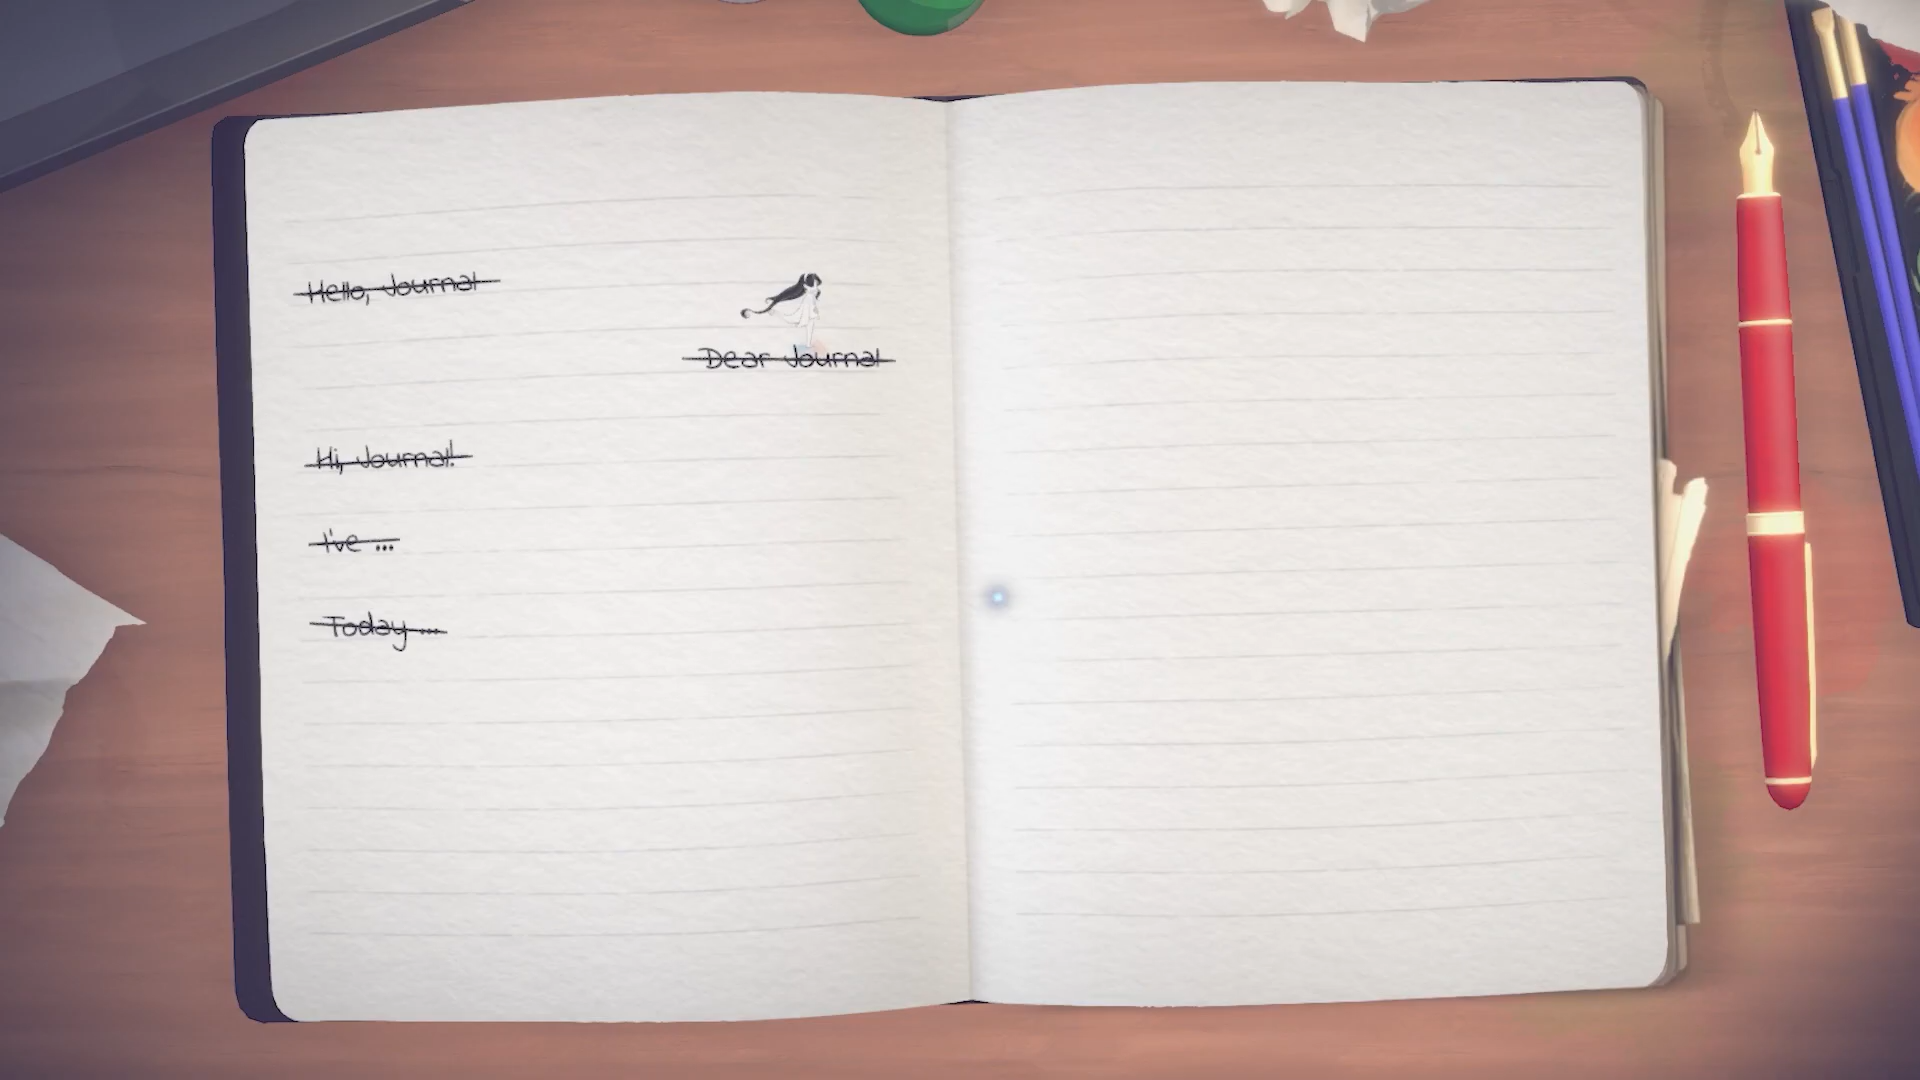 Hello, Journal
Dear Journal
Hi, Journal!
I've ...
Today ...